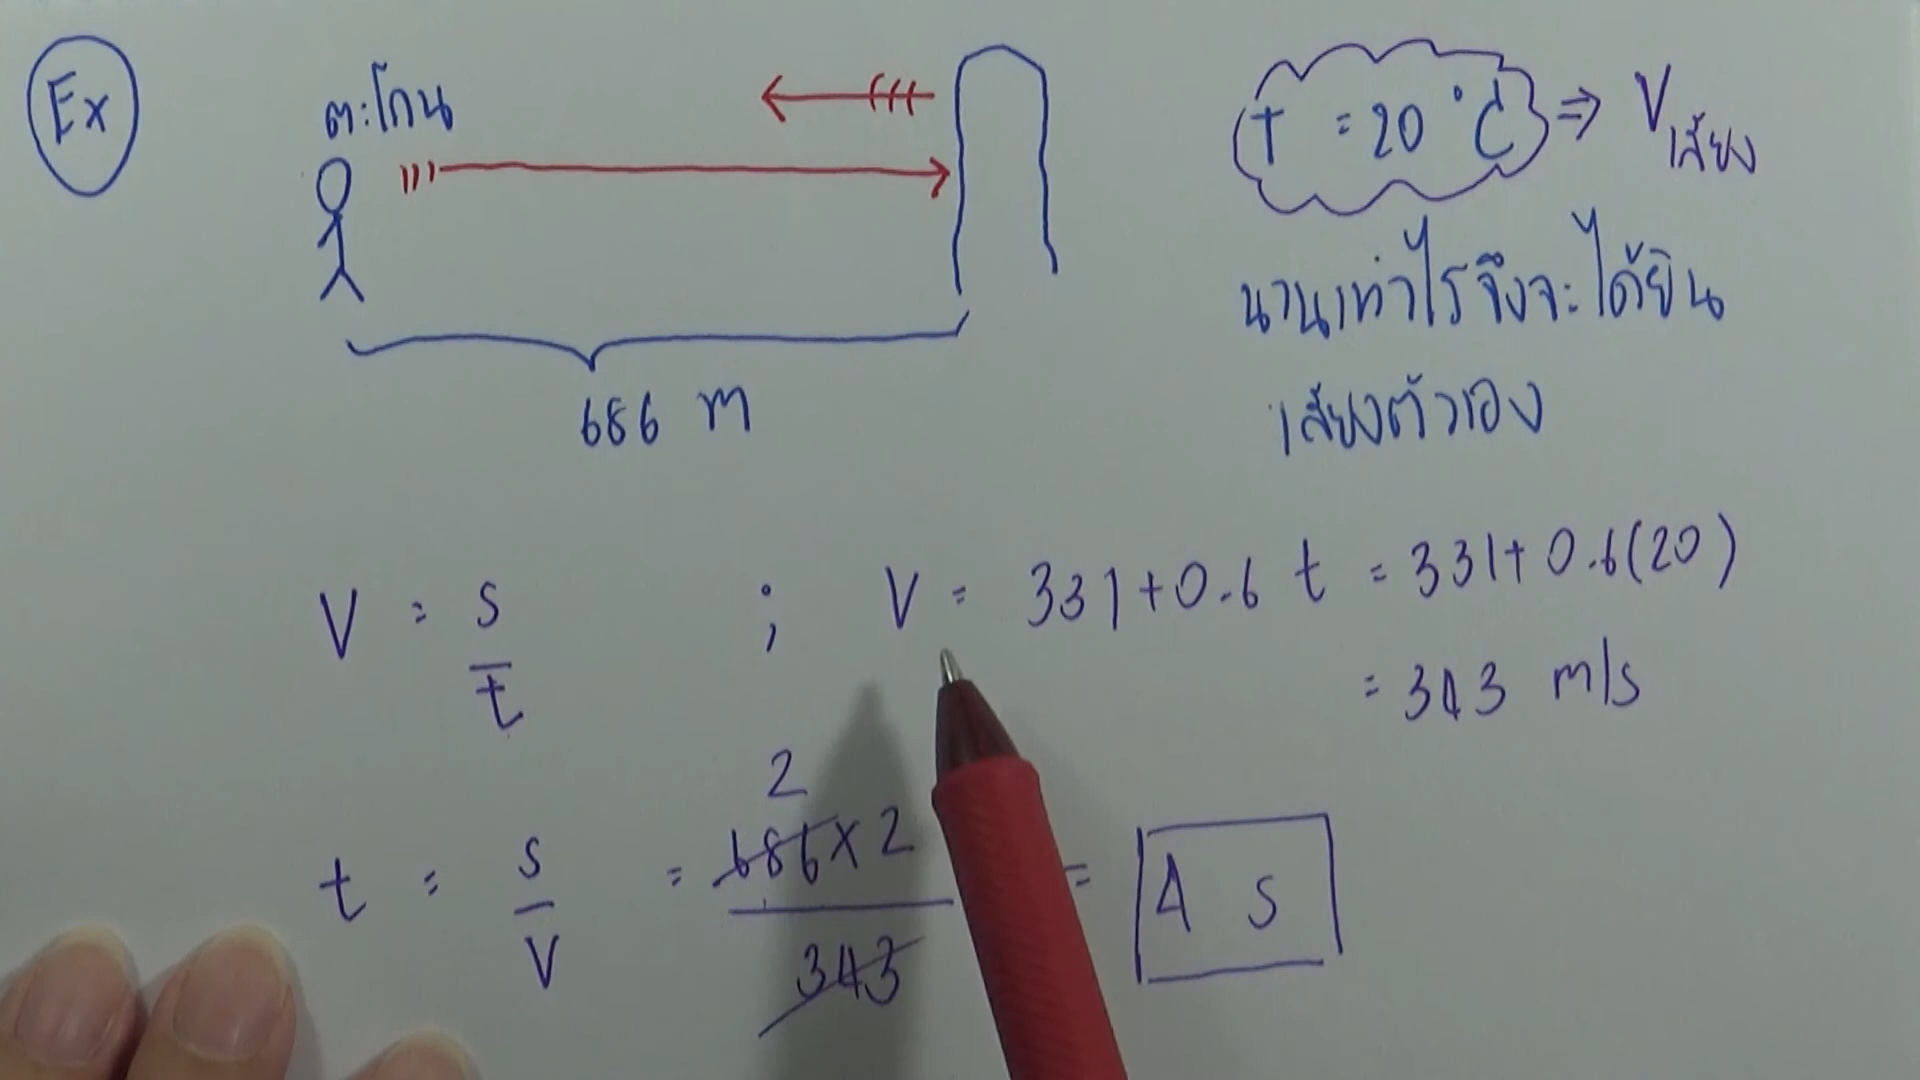 Ex
ตะโกน
T = 20 °C ⇒ V เสียง
นานเท่าไรจึงจะได้ยิน
เสียงตัวเอง
686 m
V = s/t ; V = 331+0.6 t = 331+0.6(20)
= 343 m/s
2
t = s/V = 686×2/343 = 4 s